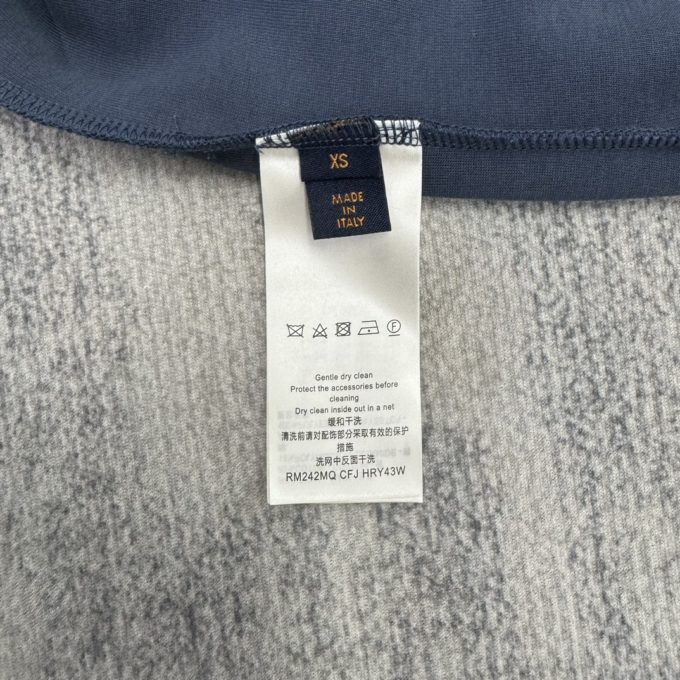 XS
MADE
IN
ITALY
F
Gentle dry clean
Protect the accessories before
cleaning
Dry clean inside out in a net
缓和干洗
清洗前请对配饰部分采取有效的保护
措施
洗网中反面干洗
RM242MQ CFJ HRY43W